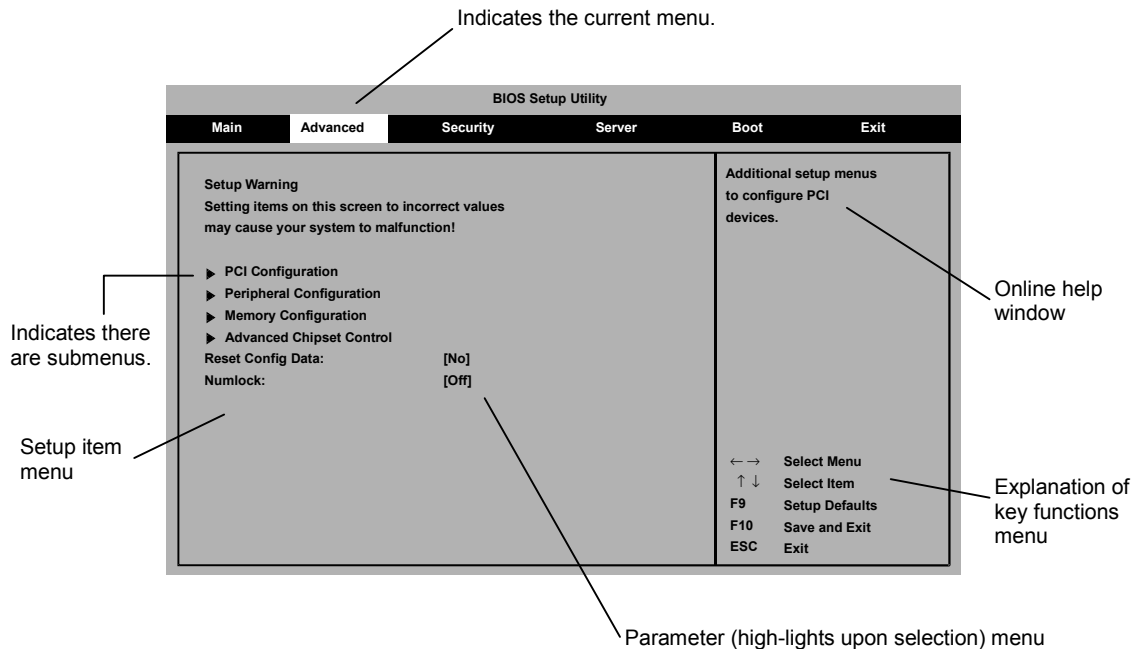 Indicates the current menu.
BIOS Setup Utility
Main Advanced Security Server Boot Exit
Setup Warning
Setting items on this screen to incorrect values
may cause your system to malfunction!
▶ PCI Configuration
▶ Peripheral Configuration
▶ Memory Configuration
▶ Advanced Chipset Control
Reset Config Data: [No]
Numlock: [Off]
Additional setup menus
to configure PCI
devices.
←→ Select Menu
↑↓ Select Item
F9 Setup Defaults
F10 Save and Exit
ESC Exit
Indicates there
are submenus.
Setup item
menu
Online help
window
Explanation of
key functions
menu
Parameter (high-lights upon selection) menu